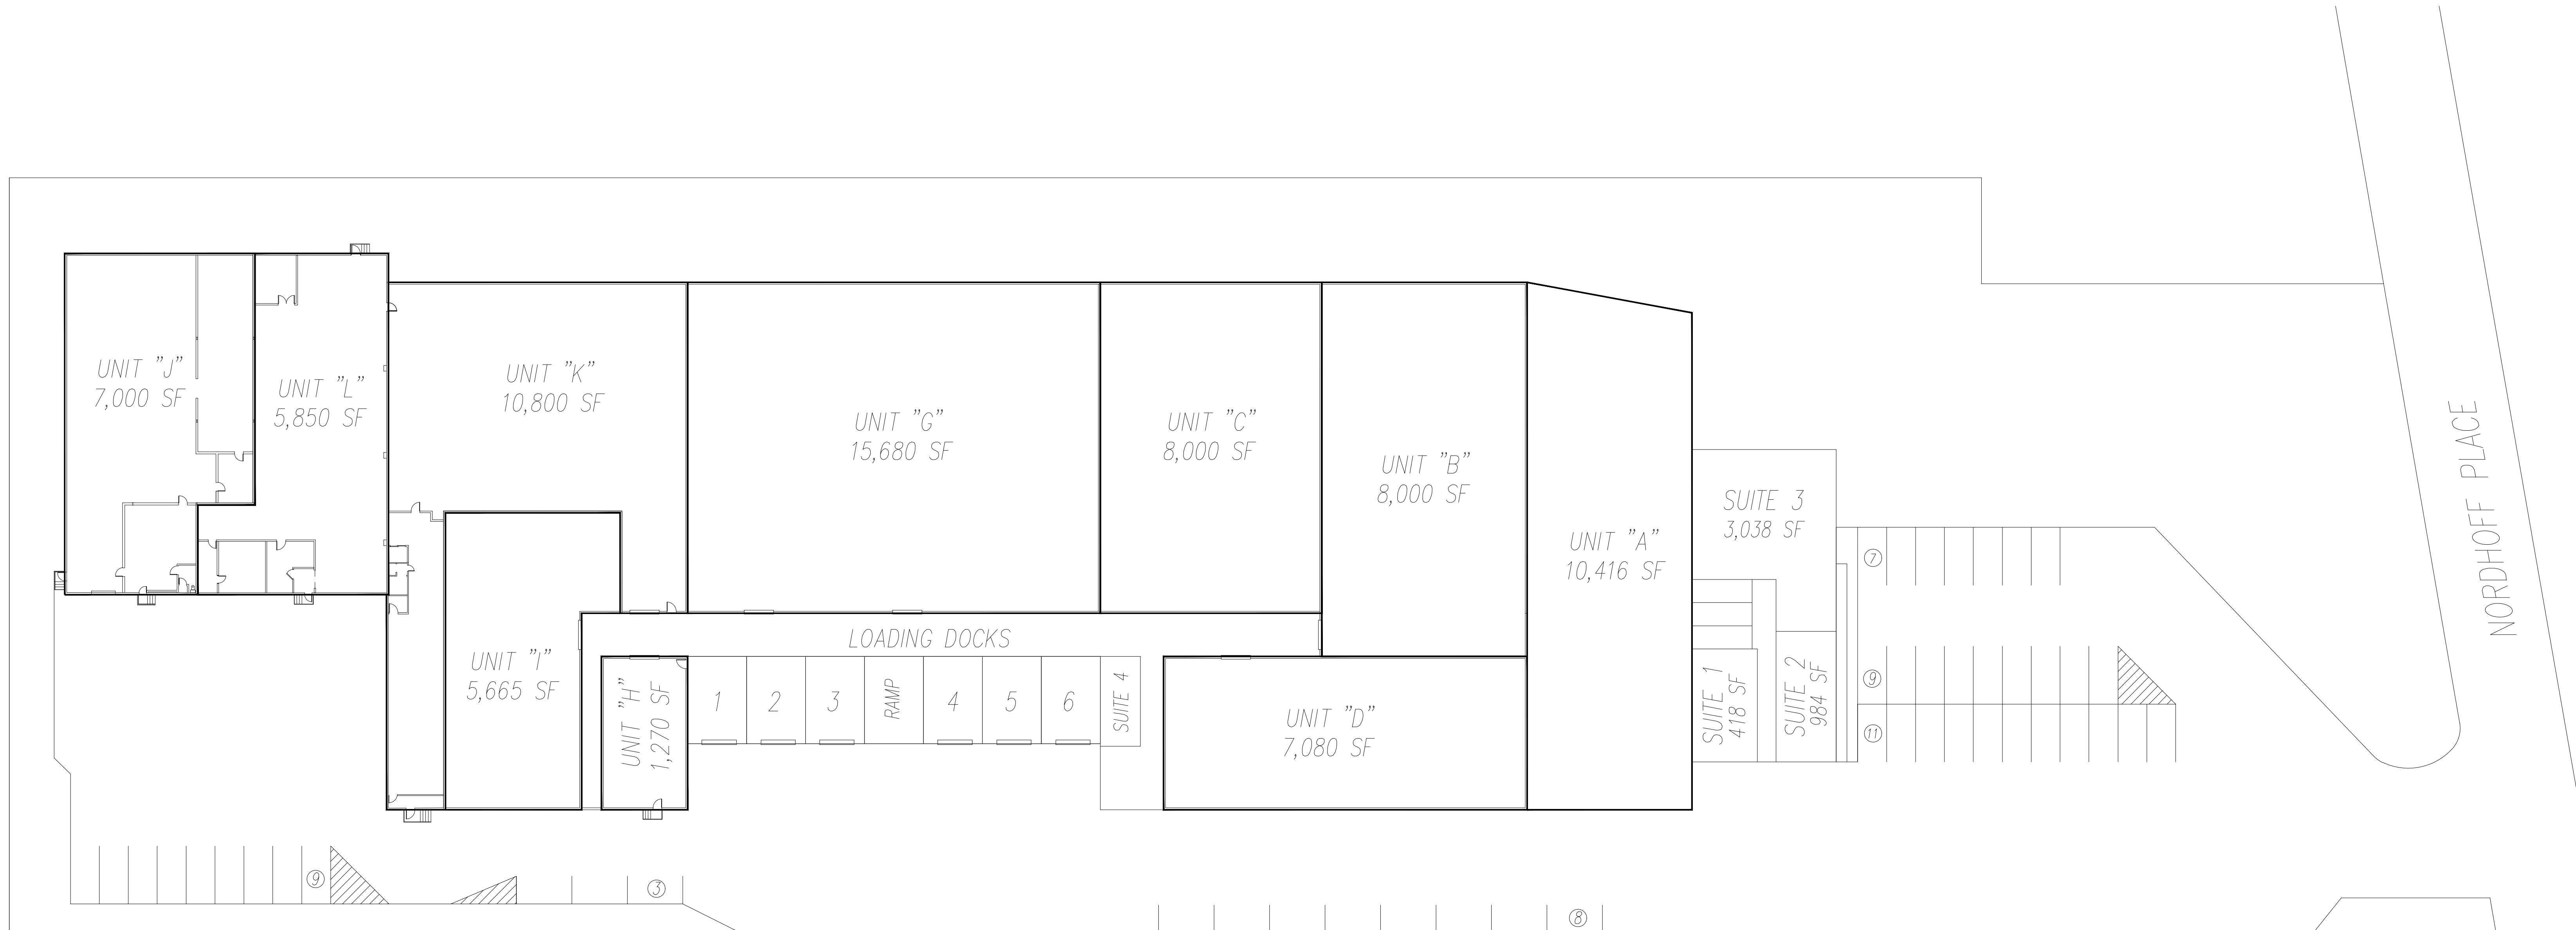 UNIT "J"
7,000 SF
UNIT "L"
5,850 SF
UNIT "K"
10,800 SF
UNIT "G"
15,680 SF
UNIT "C"
8,000 SF
UNIT "B"
8,000 SF
UNIT "A"
10,416 SF
SUITE 3
3,038 SF
NORDHOFF PLACE
7
LOADING DOCKS
UNIT "I"
5,665 SF
UNIT "H"
1,270 SF
1
2
3
RAMP
4
5
6
SUITE 4
UNIT "D"
7,080 SF
SUITE 1
418 SF
SUITE 2
984 SF
9
11
9
3
8